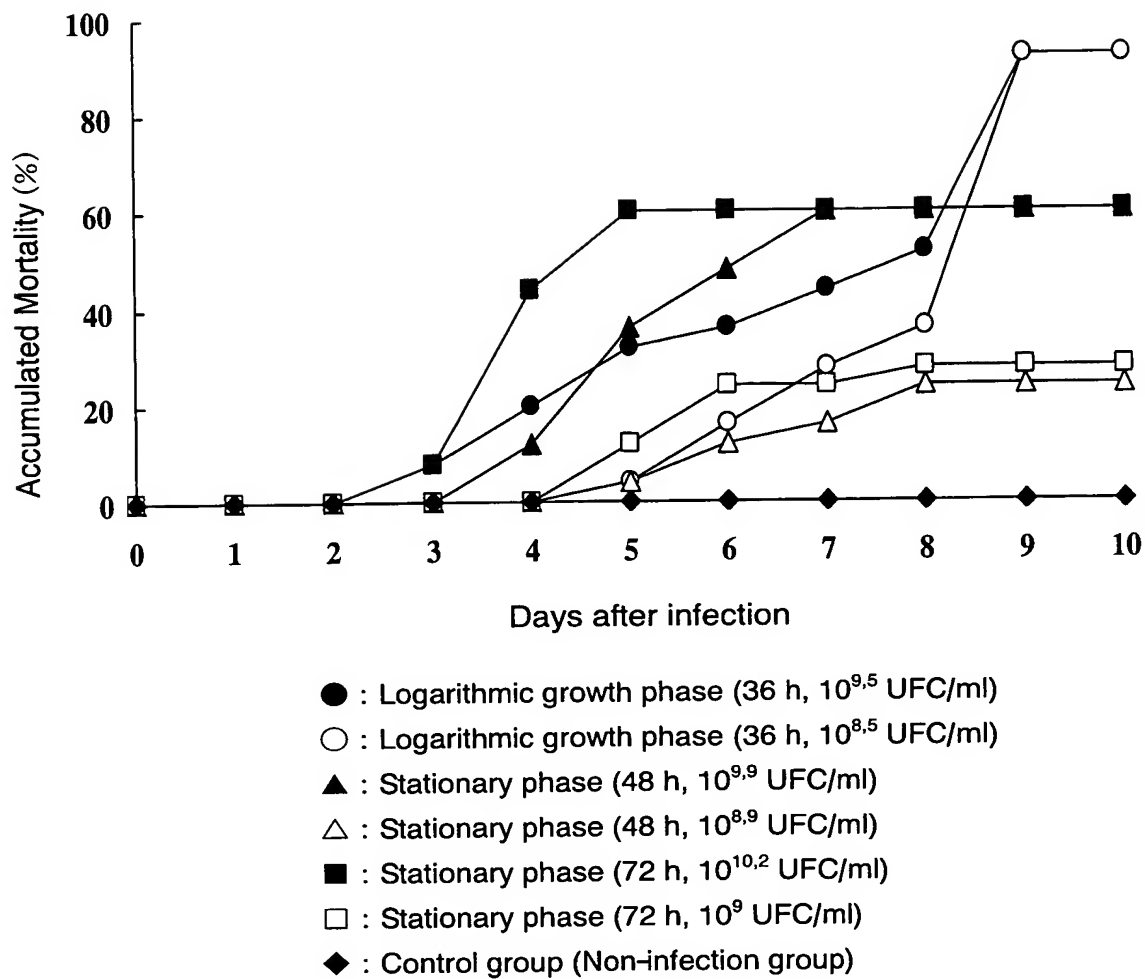 Accumulated Mortality (%)
100
80
60
40
20
0
0 1 2 3 4 5 6 7 8 9 10
Days after infection
● : Logarithmic growth phase (36 h, 10^9,5 UFC/ml)
○ : Logarithmic growth phase (36 h, 10^8,5 UFC/ml)
▲ : Stationary phase (48 h, 10^9,9 UFC/ml)
△ : Stationary phase (48 h, 10^8,9 UFC/ml)
■ : Stationary phase (72 h, 10^10,2 UFC/ml)
□ : Stationary phase (72 h, 10^9 UFC/ml)
◆ : Control group (Non-infection group)